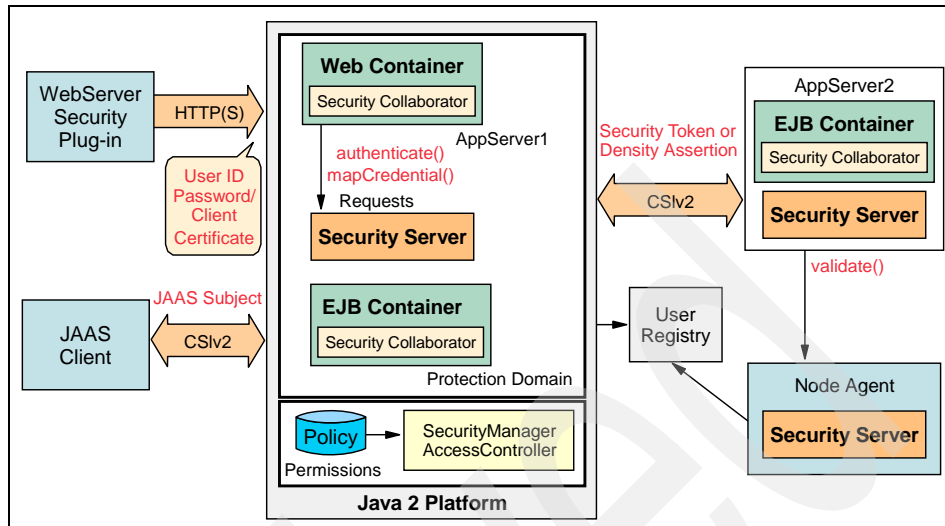 WebServer
Security
Plug-in
HTTP(S)
User ID
Password/
Client
Certificate
JAAS Subject
JAAS
Client
CSIv2
Web Container
Security Collaborator
AppServer1
authenticate()
mapCredential()
Requests
Security Server
EJB Container
Security Collaborator
Protection Domain
Policy
Permissions
SecurityManager
AccessController
Java 2 Platform
Security Token or
Density Assertion
CSIv2
AppServer2
EJB Container
Security Collaborator
Security Server
validate()
User
Registry
Node Agent
Security Server